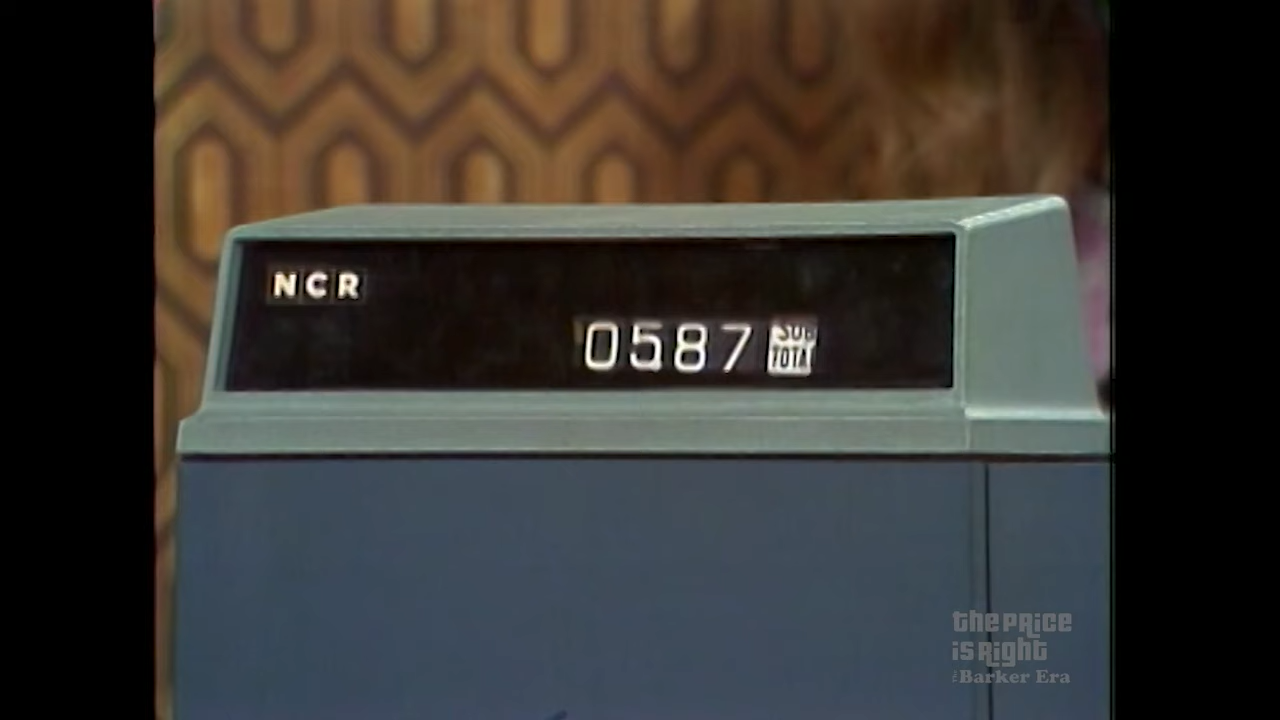 NCR
0587 SUB
TOTAL
the PRiCE
iS Right
the Barker Era